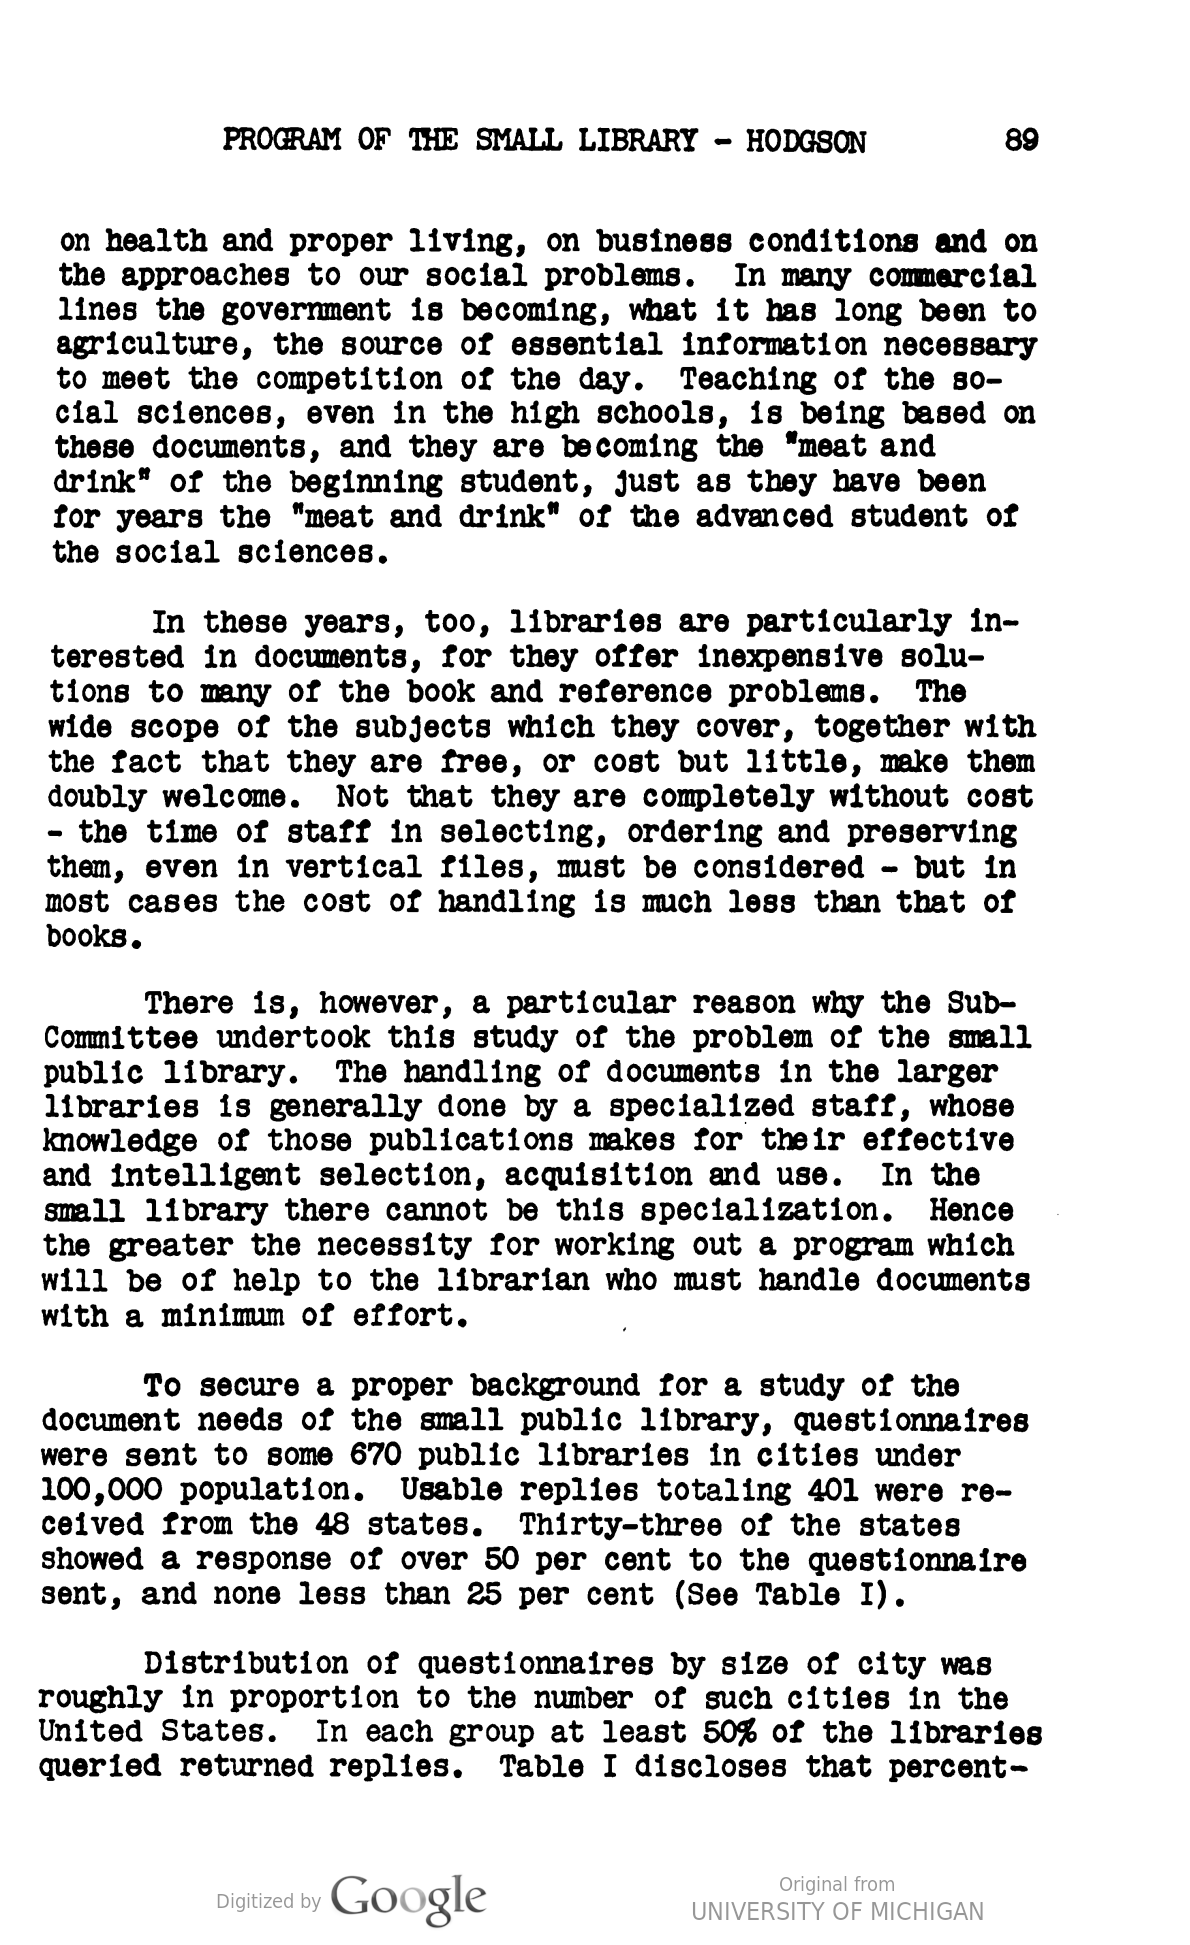 PROGRAM OF THE SMALL LIBRARY - HODGSON 89
on health and proper living, on business conditions and on
the approaches to our social problems. In many commercial
lines the government is becoming, what it has long been to
agriculture, the source of essential information necessary
to meet the competition of the day. Teaching of the so-
cial sciences, even in the high schools, is being based on
these documents, and they are becoming the "meat and
drink" of the beginning student, just as they have been
for years the "meat and drink" of the advanced student of
the social sciences.
In these years, too, libraries are particularly in-
terested in documents, for they offer inexpensive solu-
tions to many of the book and reference problems. The
wide scope of the subjects which they cover, together with
the fact that they are free, or cost but little, make them
doubly welcome. Not that they are completely without cost
- the time of staff in selecting, ordering and preserving
them, even in vertical files, must be considered - but in
most cases the cost of handling is much less than that of
books.
There is, however, a particular reason why the Sub-
Committee undertook this study of the problem of the small
public library. The handling of documents in the larger
libraries is generally done by a specialized staff, whose
knowledge of those publications makes for their effective
and intelligent selection, acquisition and use. In the
small library there cannot be this specialization. Hence
the greater the necessity for working out a program which
will be of help to the librarian who must handle documents
with a minimum of effort.
To secure a proper background for a study of the
document needs of the small public library, questionnaires
were sent to some 670 public libraries in cities under
100,000 population. Usable replies totaling 401 were re-
ceived from the 48 states. Thirty-three of the states
showed a response of over 50 per cent to the questionnaire
sent, and none less than 25 per cent (See Table I).
Distribution of questionnaires by size of city was
roughly in proportion to the number of such cities in the
United States. In each group at least 50% of the libraries
queried returned replies. Table I discloses that percent-
Digitized by Google
Original from
UNIVERSITY OF MICHIGAN